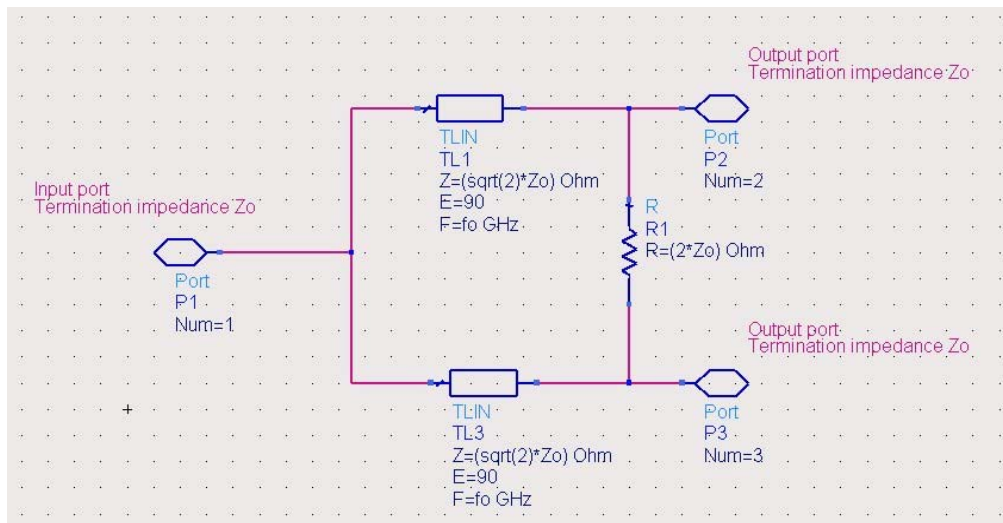 Output port
Termination impedance Zo
TLIN
TL1
Z=(sqrt(2)*Zo) Ohm
E=90
F=fo GHz
Port
P2
Num=2
Input port
Termination impedance Zo
R
R1
R=(2*Zo) Ohm
Port
P1
Num=1
Output port
Termination impedance Zo
TLIN
TL3
Z=(sqrt(2)*Zo) Ohm
E=90
F=fo GHz
Port
P3
Num=3